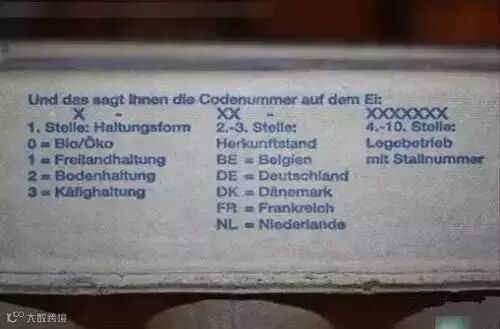 Und das sagt Ihnen die Codenummer auf dem Ei:
X - XX - XXXXXXX
1. Stelle: Haltungsform 2.-3. Stelle: 4.-10. Stelle:
0 = Bio/Öko Herkunftsland Legebetrieb
1 = Freilandhaltung BE = Belgien mit Stallnummer
2 = Bodenhaltung DE = Deutschland
3 = Käfighaltung DK = Dänemark
FR = Frankreich
NL = Niederlande
大数跨境